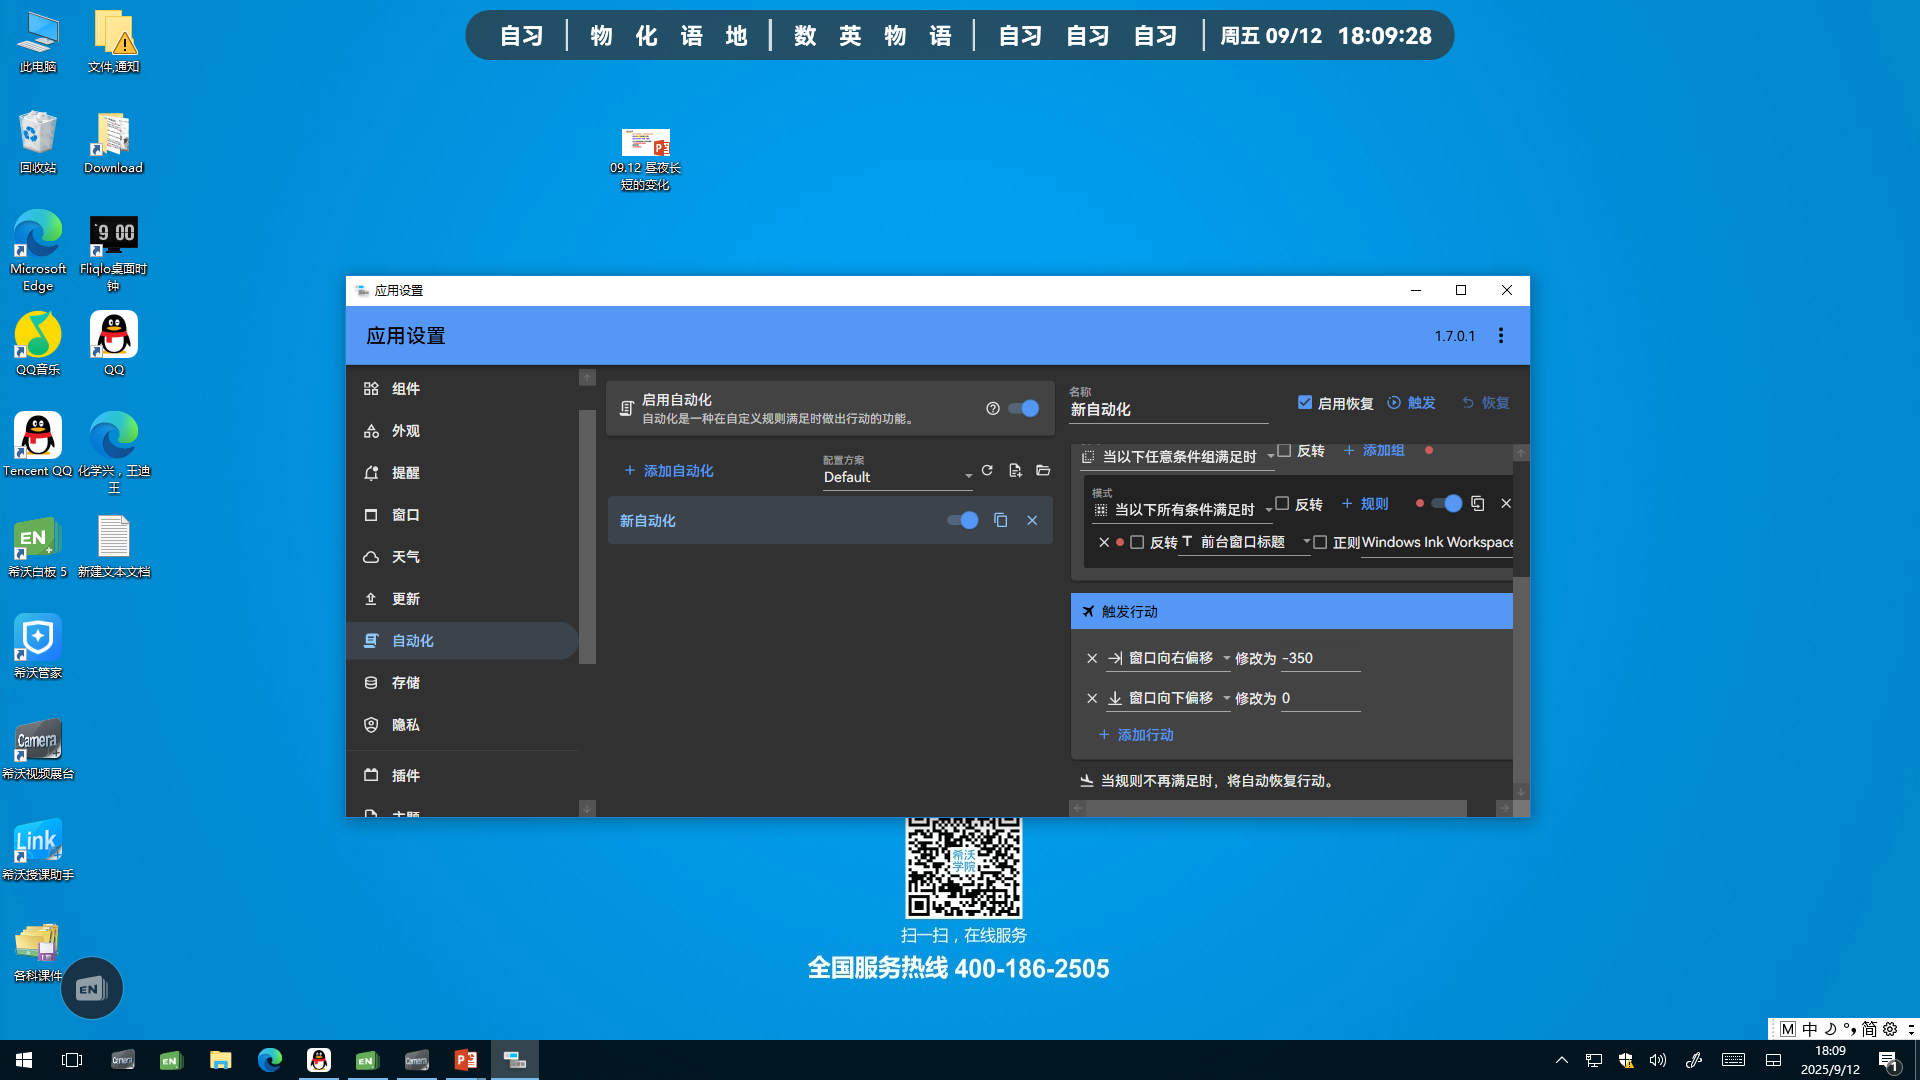 自习 物 化 语 地 数 英 物 语 自习 自习 自习 周五 09/12 18:09:28
此电脑
文件,通知
回收站
Download
Microsoft Edge
Fliqlo桌面时钟
QQ音乐
QQ
Tencent QQ
化学兴，王迪王
希沃白板 5
新建文本文档
希沃管家
Camera
希沃视频展台
Link
希沃授课助手
各科课件
EN
09.12 昼夜长
短的变化
应用设置
应用设置
1.7.0.1
组件
外观
提醒
窗口
天气
更新
自动化
存储
隐私
插件
启用自动化
自动化是一种在自定义规则满足时做出行动的功能。
添加自动化
配置方案
Default
新自动化
名称
新自动化
启用恢复
触发
恢复
当以下任意条件组满足时
反转
添加组
模式
当以下所有条件满足时
反转
规则
反转
前台窗口标题
正则
Windows Ink Workspace
触发行动
窗口向右偏移
修改为 -350
窗口向下偏移
修改为 0
添加行动
当规则不再满足时，将自动恢复行动。
希沃
学院
扫一扫，在线服务
全国服务热线 400-186-2505
M 中 简
18:09
2025/9/12
1